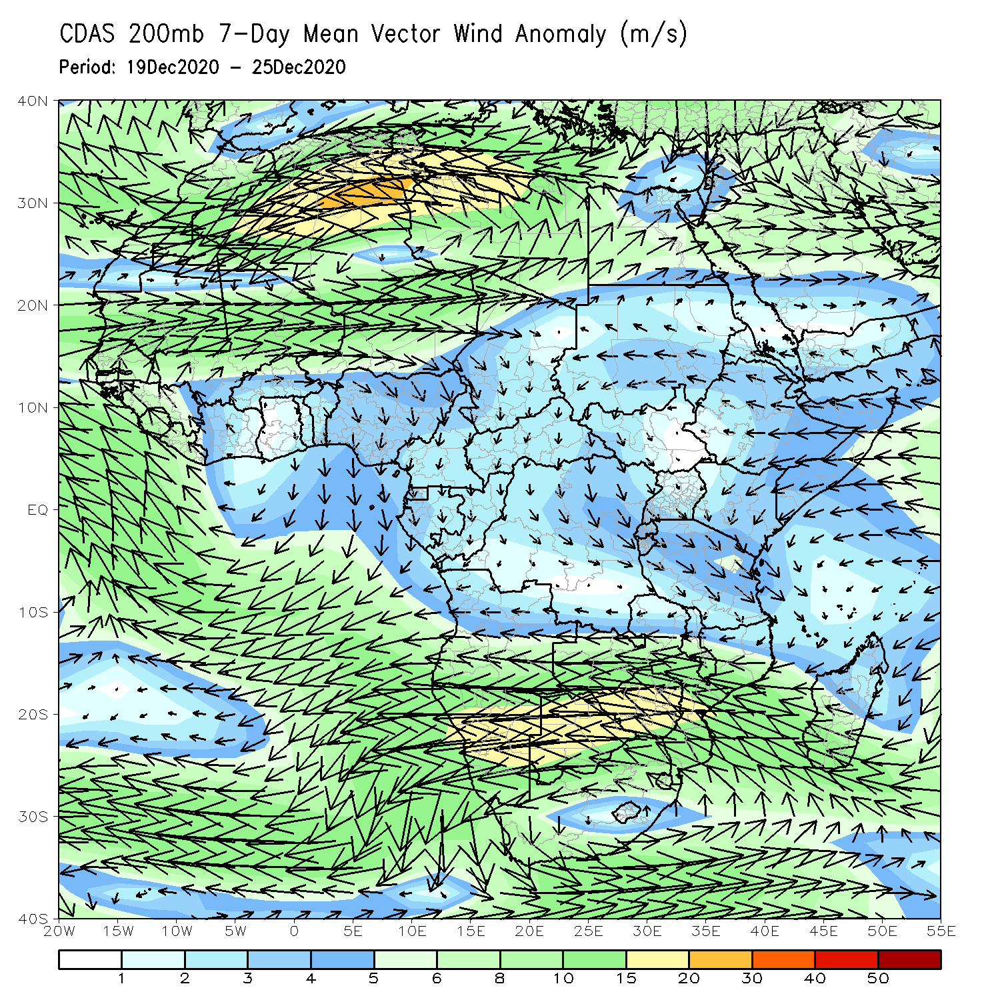 CDAS 200mb 7-Day Mean Vector Wind Anomaly (m/s)
Period: 19Dec2020 - 25Dec2020
40N
30N
20N
10N
EQ
10S
20S
30S
40S
20W 15W 10W 5W 0 5E 10E 15E 20E 25E 30E 35E 40E 45E 50E 55E
1 2 3 4 5 6 8 10 15 20 30 40 50